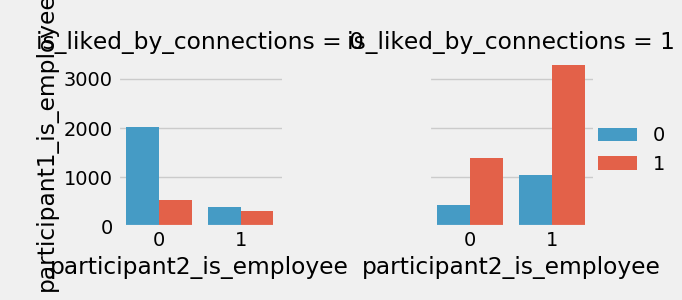 is_liked_by_connections = 0
is_liked_by_connections = 1
participant1_is_employee
3000
2000
1000
0
0
1
0
1
participant2_is_employee
participant2_is_employee
0
1